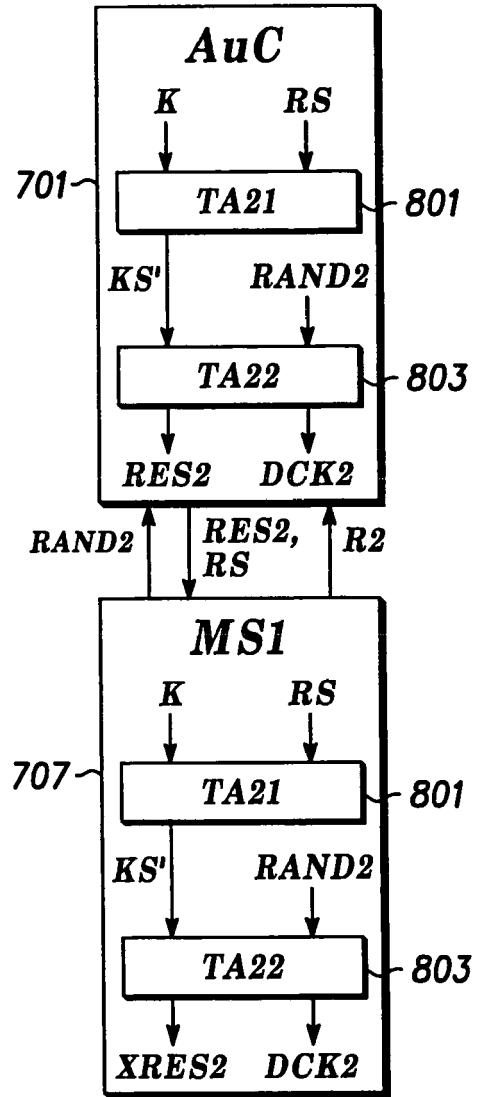 AuC
K RS
701
TA21
801
KS' RAND2
TA22
803
RES2 DCK2
RAND2
RES2,
RS
R2
MS1
K RS
707
TA21
801
KS' RAND2
TA22
803
XRES2 DCK2